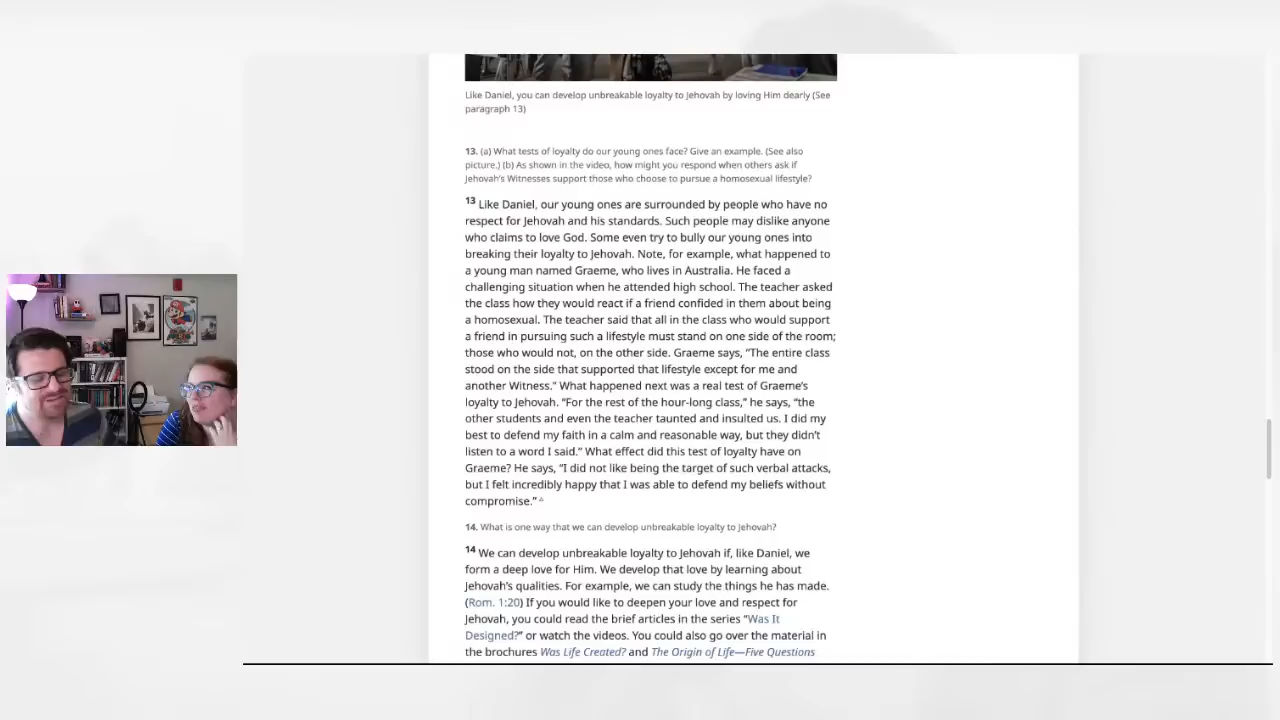 Like Daniel, you can develop unbreakable loyalty to Jehovah by loving Him dearly (See
paragraph 13)
13. (a) What tests of loyalty do our young ones face? Give an example. (See also
picture.) (b) As shown in the video, how might you respond when others ask if
Jehovah's Witnesses support those who choose to pursue a homosexual lifestyle?
13 Like Daniel, our young ones are surrounded by people who have no
respect for Jehovah and his standards. Such people may dislike anyone
who claims to love God. Some even try to bully our young ones into
breaking their loyalty to Jehovah. Note, for example, what happened to
a young man named Graeme, who lives in Australia. He faced a
challenging situation when he attended high school. The teacher asked
the class how they would react if a friend confided in them about being
a homosexual. The teacher said that all in the class who would support
a friend in pursuing such a lifestyle must stand on one side of the room;
those who would not, on the other side. Graeme says, “The entire class
stood on the side that supported that lifestyle except for me and
another Witness.” What happened next was a real test of Graeme’s
loyalty to Jehovah. “For the rest of the hour-long class,” he says, “the
other students and even the teacher taunted and insulted us. I did my
best to defend my faith in a calm and reasonable way, but they didn’t
listen to a word I said.” What effect did this test of loyalty have on
Graeme? He says, “I did not like being the target of such verbal attacks,
but I felt incredibly happy that I was able to defend my beliefs without
compromise.”
14. What is one way that we can develop unbreakable loyalty to Jehovah?
14 We can develop unbreakable loyalty to Jehovah if, like Daniel, we
form a deep love for Him. We develop that love by learning about
Jehovah’s qualities. For example, we can study the things he has made.
(Rom. 1:20) If you would like to deepen your love and respect for
Jehovah, you could read the brief articles in the series “Was It
Designed?” or watch the videos. You could also go over the material in
the brochures Was Life Created? and The Origin of Life—Five Questions